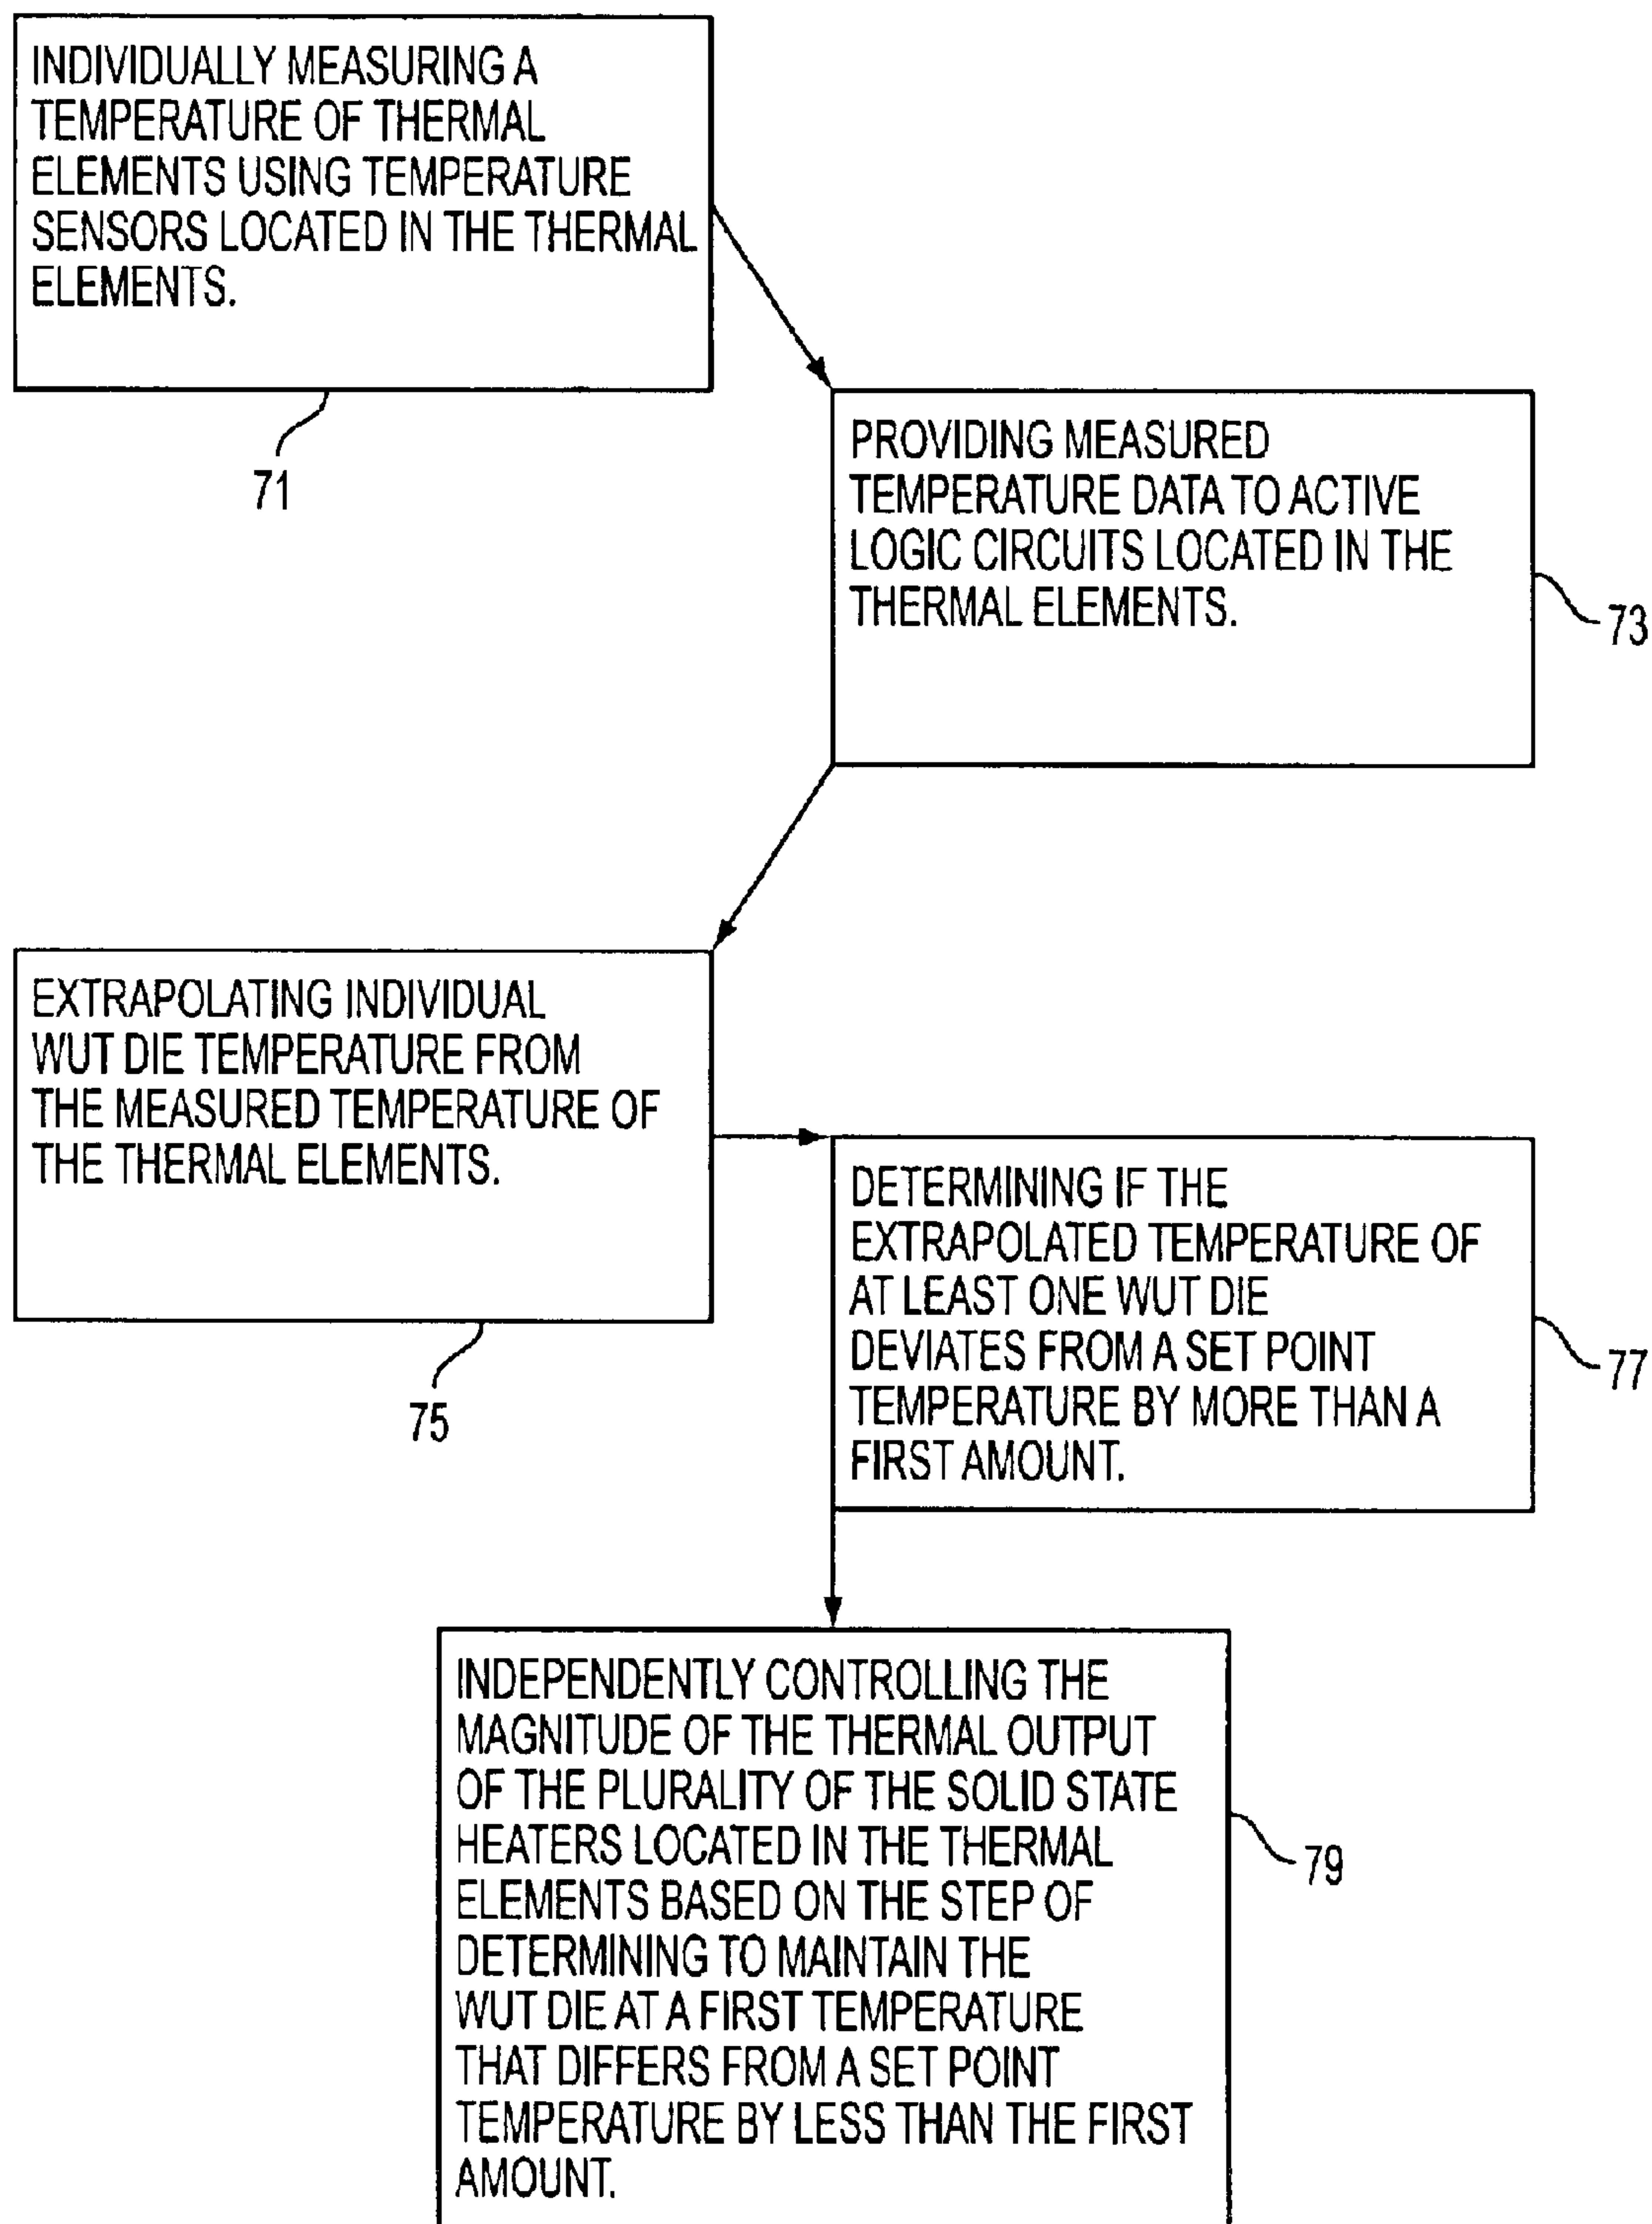 INDIVIDUALLY MEASURING A
TEMPERATURE OF THERMAL
ELEMENTS USING TEMPERATURE
SENSORS LOCATED IN THE THERMAL
ELEMENTS.
71
PROVIDING MEASURED
TEMPERATURE DATA TO ACTIVE
LOGIC CIRCUITS LOCATED IN THE
THERMAL ELEMENTS.
73
EXTRAPOLATING INDIVIDUAL
WUT DIE TEMPERATURE FROM
THE MEASURED TEMPERATURE OF
THE THERMAL ELEMENTS.
75
DETERMINING IF THE
EXTRAPOLATED TEMPERATURE OF
AT LEAST ONE WUT DIE
DEVIATES FROM A SET POINT
TEMPERATURE BY MORE THAN A
FIRST AMOUNT.
77
INDEPENDENTLY CONTROLLING THE
MAGNITUDE OF THE THERMAL OUTPUT
OF THE PLURALITY OF THE SOLID STATE
HEATERS LOCATED IN THE THERMAL
ELEMENTS BASED ON THE STEP OF
DETERMINING TO MAINTAIN THE
WUT DIE AT A FIRST TEMPERATURE
THAT DIFFERS FROM A SET POINT
TEMPERATURE BY LESS THAN THE FIRST
AMOUNT.
79